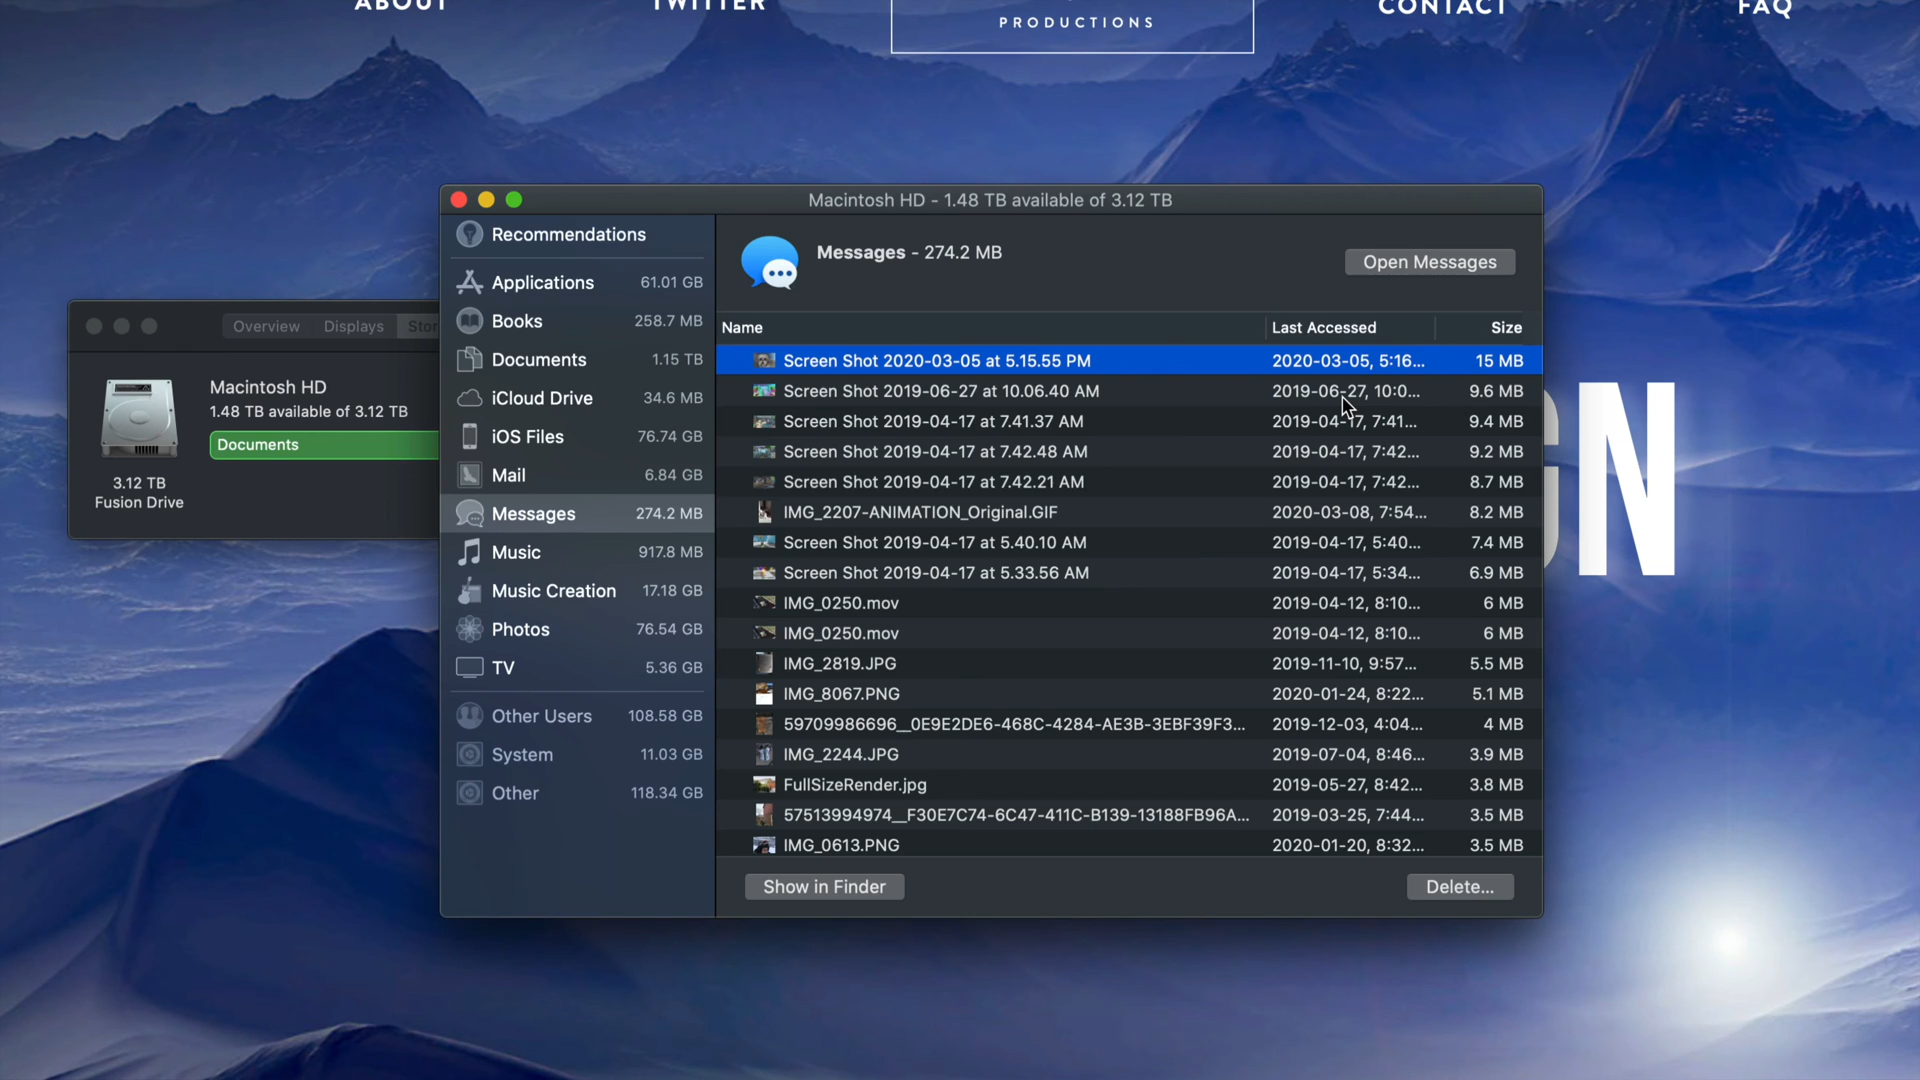 ABOUT
TWITTER
PRODUCTIONS
CONTACT
FAQ
Macintosh HD - 1.48 TB available of 3.12 TB
Recommendations
Applications 61.01 GB
Books 258.7 MB
Documents 1.15 TB
iCloud Drive 34.6 MB
iOS Files 76.74 GB
Mail 6.84 GB
Messages 274.2 MB
Music 917.8 MB
Music Creation 17.18 GB
Photos 76.54 GB
TV 5.36 GB
Other Users 108.58 GB
System 11.03 GB
Other 118.34 GB
Messages - 274.2 MB
Open Messages
Name Last Accessed Size
Screen Shot 2020-03-05 at 5.15.55 PM 2020-03-05, 5:16... 15 MB
Screen Shot 2019-06-27 at 10.06.40 AM 2019-06-27, 10:0... 9.6 MB
Screen Shot 2019-04-17 at 7.41.37 AM 2019-04-17, 7:41... 9.4 MB
Screen Shot 2019-04-17 at 7.42.48 AM 2019-04-17, 7:42... 9.2 MB
Screen Shot 2019-04-17 at 7.42.21 AM 2019-04-17, 7:42... 8.7 MB
IMG_2207-ANIMATION_Original.GIF 2020-03-08, 7:54... 8.2 MB
Screen Shot 2019-04-17 at 5.40.10 AM 2019-04-17, 5:40... 7.4 MB
Screen Shot 2019-04-17 at 5.33.56 AM 2019-04-17, 5:34... 6.9 MB
IMG_0250.mov 2019-04-12, 8:10... 6 MB
IMG_0250.mov 2019-04-12, 8:10... 6 MB
IMG_2819.JPG 2019-11-10, 9:57... 5.5 MB
IMG_8067.PNG 2020-01-24, 8:22... 5.1 MB
59709986696__0E9E2DE6-468C-4284-AE3B-3EBF39F3... 2019-12-03, 4:04... 4 MB
IMG_2244.JPG 2019-07-04, 8:46... 3.9 MB
FullSizeRender.jpg 2019-05-27, 8:42... 3.8 MB
57513994974__F30E7C74-6C47-411C-B139-13188FB96A... 2019-03-25, 7:44... 3.5 MB
IMG_0613.PNG 2020-01-20, 8:32... 3.5 MB
Show in Finder
Delete...
Overview Displays Stor
Macintosh HD
1.48 TB available of 3.12 TB
Documents
3.12 TB
Fusion Drive
N